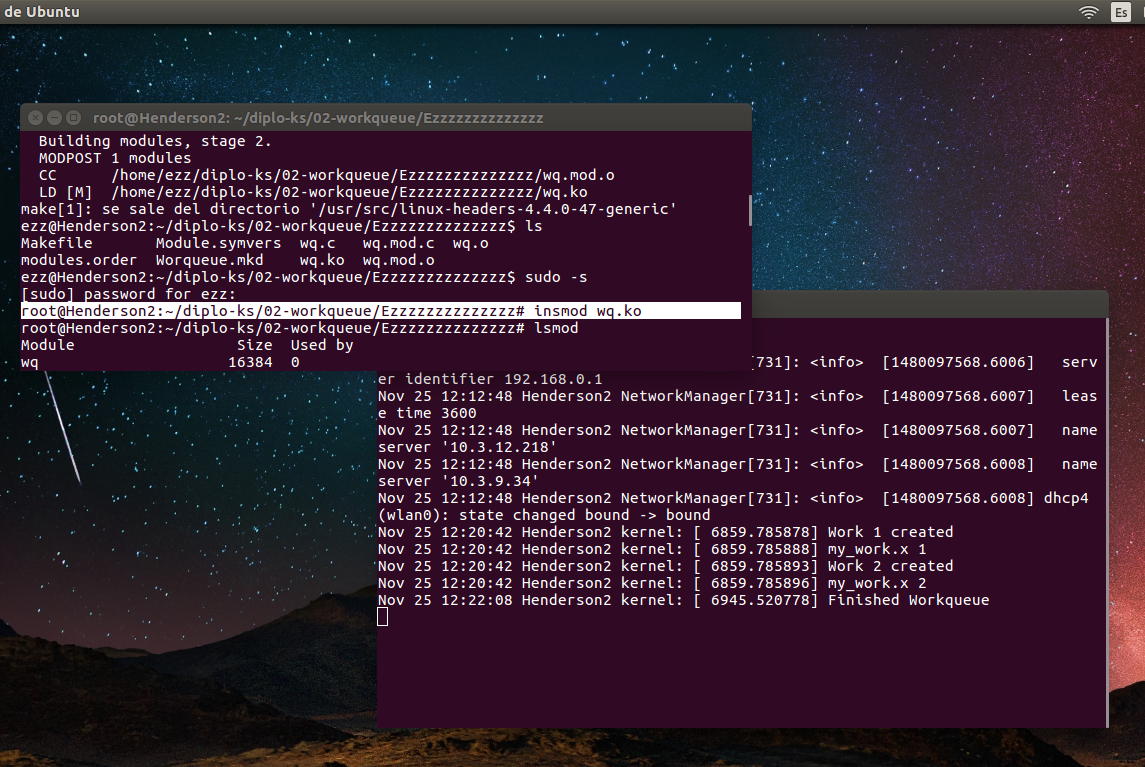 de Ubuntu
Es
root@Henderson2: ~/diplo-ks/02-workqueue/Ezzzzzzzzzzzzzz
Building modules, stage 2.
MODPOST 1 modules
CC      /home/ezz/diplo-ks/02-workqueue/Ezzzzzzzzzzzzzz/wq.mod.o
LD [M]  /home/ezz/diplo-ks/02-workqueue/Ezzzzzzzzzzzzzz/wq.ko
make[1]: se sale del directorio '/usr/src/linux-headers-4.4.0-47-generic'
ezz@Henderson2:~/diplo-ks/02-workqueue/Ezzzzzzzzzzzzzz$ ls
Makefile       Module.symvers  wq.c   wq.mod.c  wq.o
modules.order  Worqueue.mkd    wq.ko  wq.mod.o
ezz@Henderson2:~/diplo-ks/02-workqueue/Ezzzzzzzzzzzzzz$ sudo -s
[sudo] password for ezz:
root@Henderson2:~/diplo-ks/02-workqueue/Ezzzzzzzzzzzzzz# insmod wq.ko
root@Henderson2:~/diplo-ks/02-workqueue/Ezzzzzzzzzzzzzz# lsmod
Module                  Size  Used by
wq                     16384  0
[731]: <info>  [1480097568.6006]   serv
er identifier 192.168.0.1
Nov 25 12:12:48 Henderson2 NetworkManager[731]: <info>  [1480097568.6007]   leas
e time 3600
Nov 25 12:12:48 Henderson2 NetworkManager[731]: <info>  [1480097568.6007]   name
server '10.3.12.218'
Nov 25 12:12:48 Henderson2 NetworkManager[731]: <info>  [1480097568.6008]   name
server '10.3.9.34'
Nov 25 12:12:48 Henderson2 NetworkManager[731]: <info>  [1480097568.6008] dhcp4
(wlan0): state changed bound -> bound
Nov 25 12:20:42 Henderson2 kernel: [ 6859.785878] Work 1 created
Nov 25 12:20:42 Henderson2 kernel: [ 6859.785888] my_work.x 1
Nov 25 12:20:42 Henderson2 kernel: [ 6859.785893] Work 2 created
Nov 25 12:20:42 Henderson2 kernel: [ 6859.785896] my_work.x 2
Nov 25 12:22:08 Henderson2 kernel: [ 6945.520778] Finished Workqueue